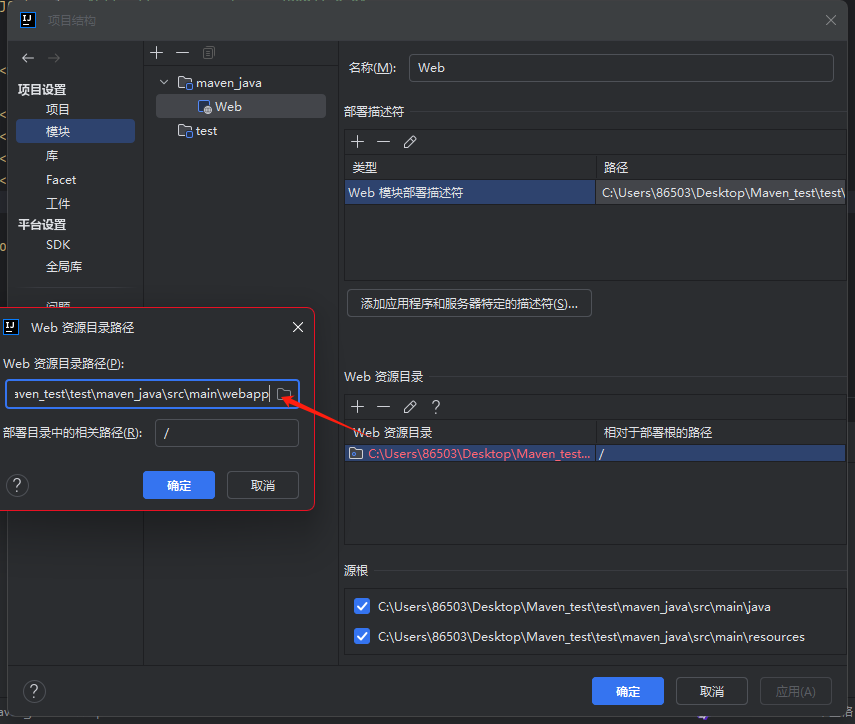 项目结构
项目设置
项目
模块
库
Facet
工件
平台设置
SDK
全局库
问题
maven_java
Web
test
名称(M):
Web
部署描述符
类型 路径
Web 模块部署描述符 C:\Users\86503\Desktop\Maven_test\test\
添加应用程序和服务器特定的描述符(S)...
Web 资源目录
Web 资源目录 相对于部署根的路径
C:\Users\86503\Desktop\Maven_test... /
源根
C:\Users\86503\Desktop\Maven_test\test\maven_java\src\main\java
C:\Users\86503\Desktop\Maven_test\test\maven_java\src\main\resources
?
确定 取消 应用(A)
Web 资源目录路径
Web 资源目录路径(P):
aven_test\test\maven_java\src\main\webapp
部署目录中的相关路径(R): /
?
确定 取消